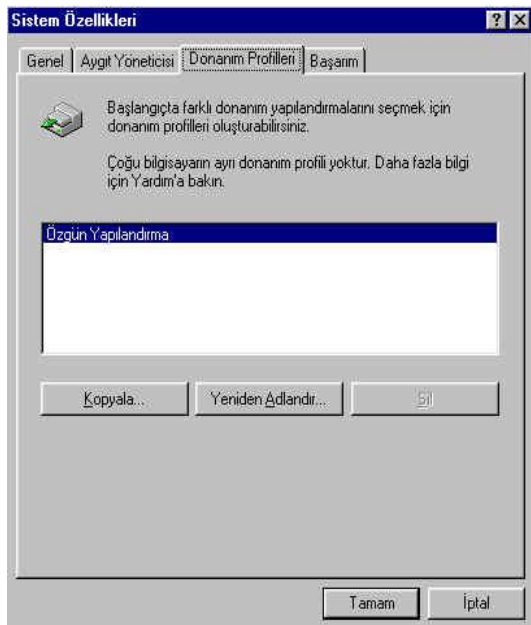 Sistem Özellikleri
Genel
Aygıt Yöneticisi
Donanım Profilleri
Başarım
Başlangıçta farklı donanım yapılandırmalarını seçmek için
donanım profilleri oluşturabilirsiniz.
Çoğu bilgisayarın ayrı donanım profili yoktur. Daha fazla bilgi
için Yardım'a bakın.
Özgün Yapılandırma
Kopyala...
Yeniden Adlandır...
Sil
Tamam
İptal